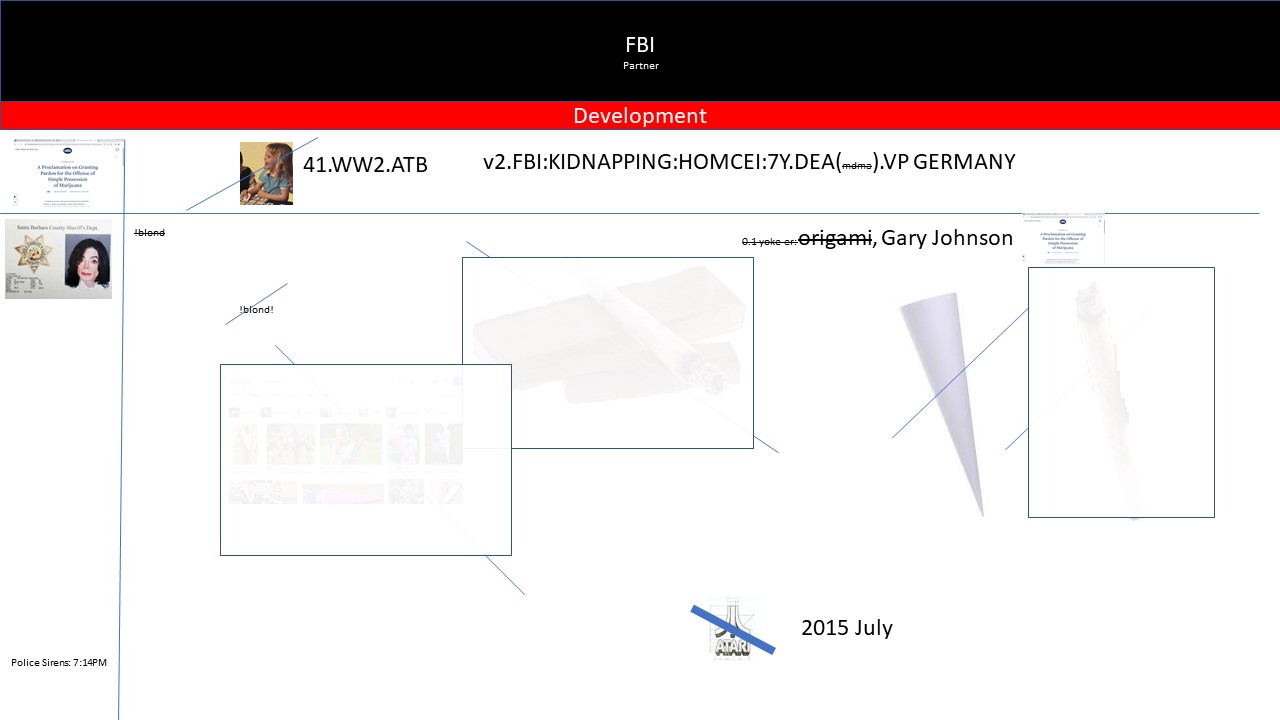 FBI
Partner
Development
A Proclamation on Granting
Pardon for the Offense of
Simple Possession
of Marijuana
41.WW2.ATB
v2.FBI:KIDNAPPING:HOMCEI:7Y.DEA(mdma).VP GERMANY
Santa Barbara County Sheriff's Dept.
!blond
0.1 yoke er:origami, Gary Johnson
A Proclamation on Granting
Pardon for the Offense of
Simple Possession
of Marijuana
!blond!
ATARI
2015 July
Police Sirens: 7:14PM